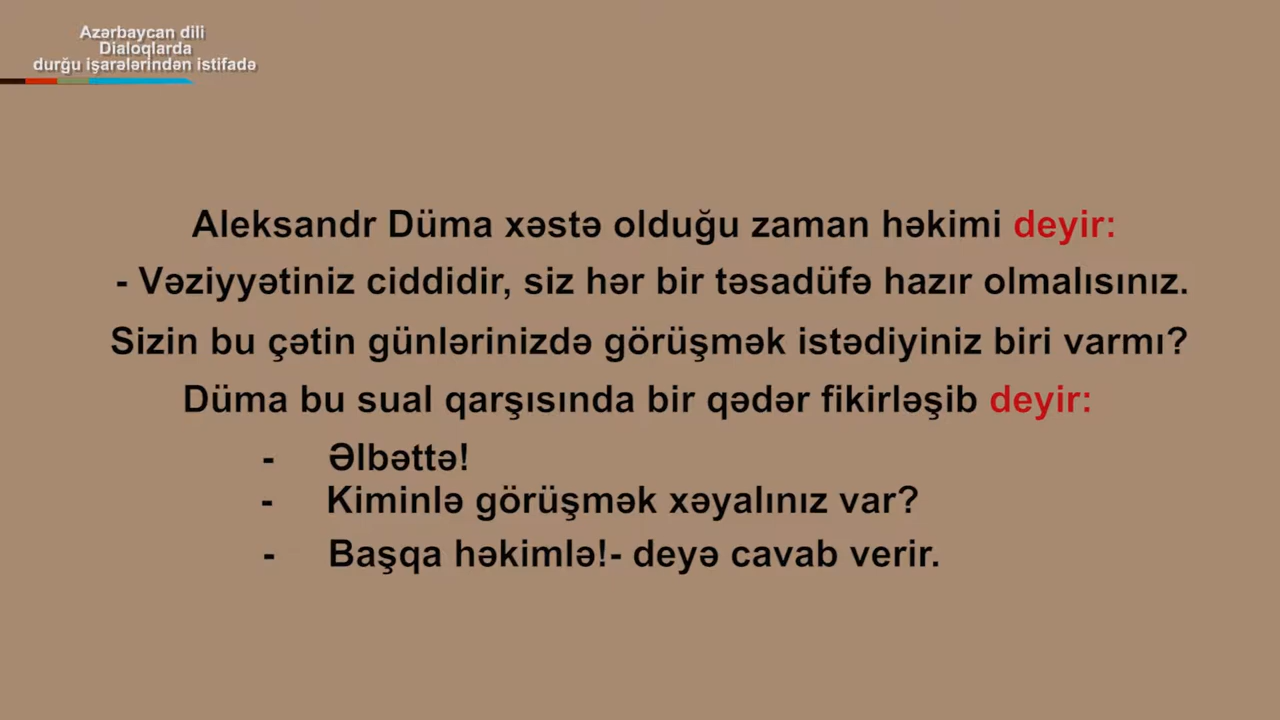 Azərbaycan dili
Dialoqlarda
durğu işarələrindən istifadə
Aleksandr Düma xəstə olduğu zaman həkimi deyir:
- Vəziyyətiniz ciddidir, siz hər bir təsadüfə hazır olmalısınız.
Sizin bu çətin günlərinizdə görüşmək istədiyiniz biri varmı?
Düma bu sual qarşısında bir qədər fikirləşib deyir:
- Əlbəttə!
- Kiminlə görüşmək xəyalınız var?
- Başqa həkimlə!- deyə cavab verir.